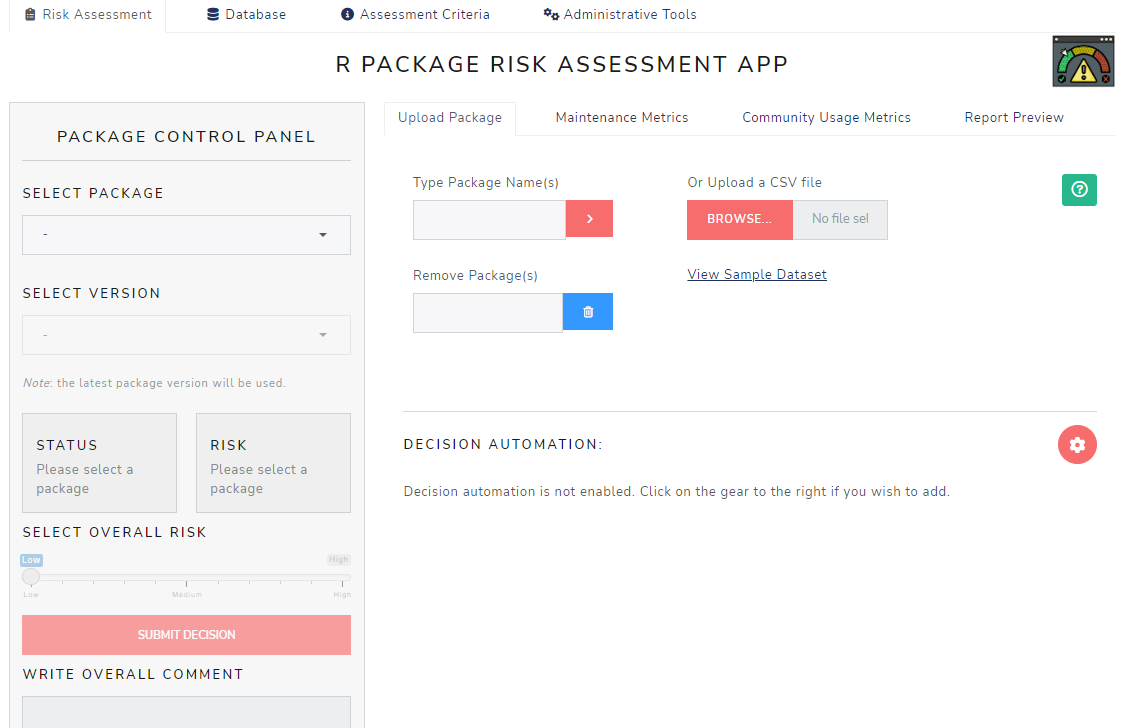 Risk Assessment
Database
Assessment Criteria
Administrative Tools
R PACKAGE RISK ASSESSMENT APP
PACKAGE CONTROL PANEL
SELECT PACKAGE
-
SELECT VERSION
-
Note: the latest package version will be used.
STATUS
Please select a
package
RISK
Please select a
package
SELECT OVERALL RISK
Low
High
Low
Medium
High
SUBMIT DECISION
WRITE OVERALL COMMENT
Upload Package
Maintenance Metrics
Community Usage Metrics
Report Preview
Type Package Name(s)
Or Upload a CSV file
BROWSE...
No file sel
Remove Package(s)
View Sample Dataset
DECISION AUTOMATION:
Decision automation is not enabled. Click on the gear to the right if you wish to add.